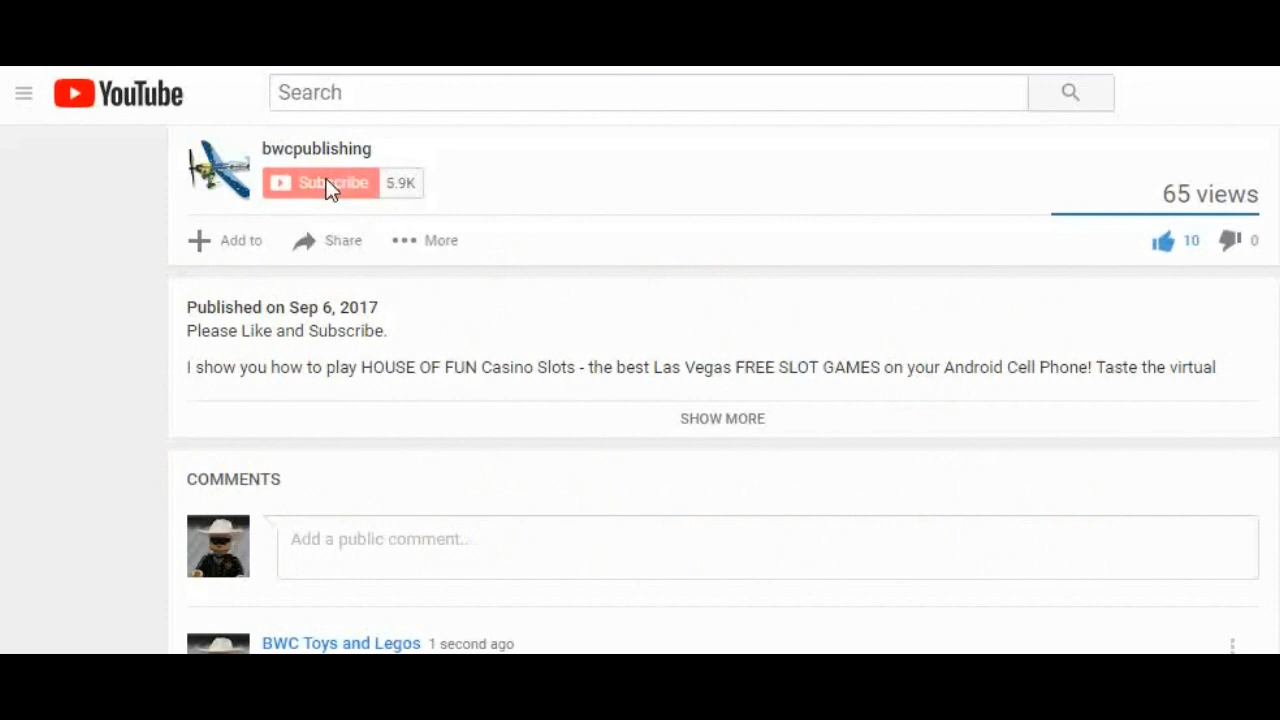 YouTube
Search
bwcpublishing
Subscribe 5.9K
65 views
Add to Share More
10 0
Published on Sep 6, 2017
Please Like and Subscribe.
I show you how to play HOUSE OF FUN Casino Slots - the best Las Vegas FREE SLOT GAMES on your Android Cell Phone! Taste the virtual
SHOW MORE
COMMENTS
Add a public comment...
BWC Toys and Legos 1 second ago